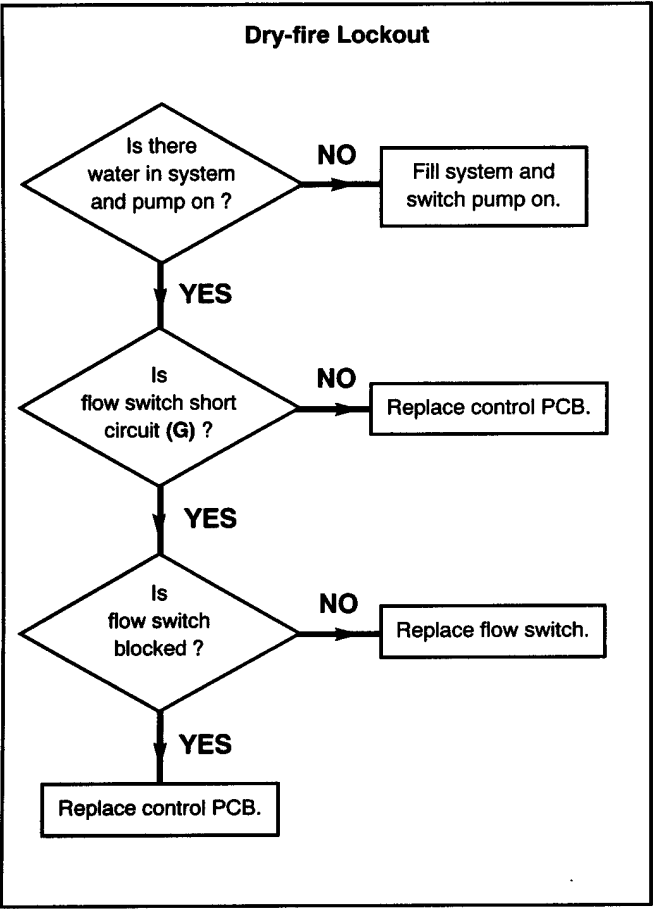 Dry-fire Lockout
Is there
water in system
and pump on ?
NO
Fill system and
switch pump on.
YES
Is
flow switch short
circuit (G) ?
NO
Replace control PCB.
YES
Is
flow switch
blocked ?
NO
Replace flow switch.
YES
Replace control PCB.